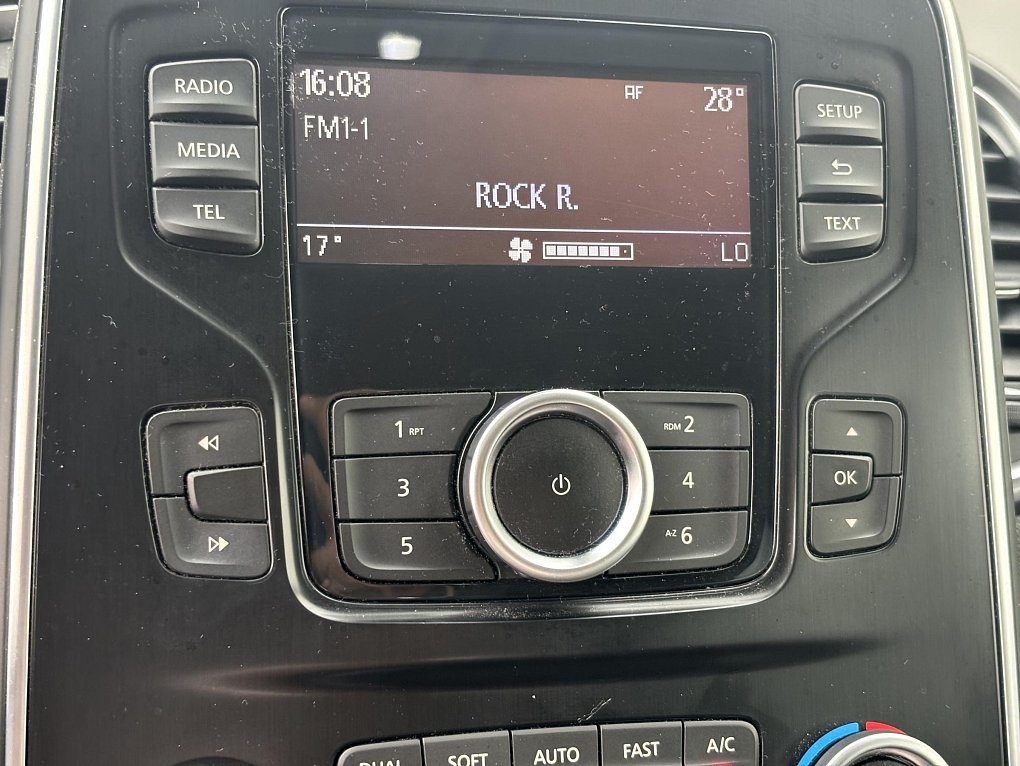 RADIO
MEDIA
TEL
16:08 AF 28°
FM1-1
ROCK R.
17° LO
SETUP
TEXT
1 RPT
3
5
RDM 2
4
A-Z 6
OK
DUAL SOFT AUTO FAST A/C